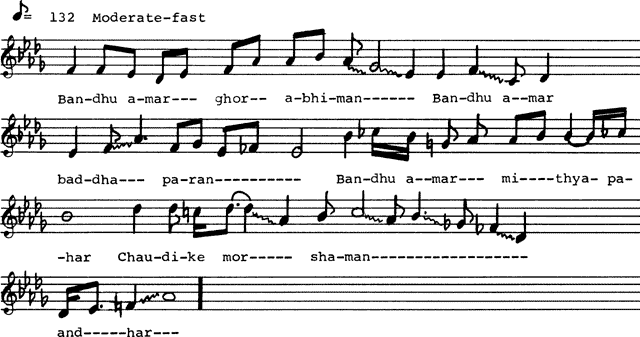 ♪= 132 Moderate-fast
Ban-dhu a-mar--- ghor-- a-bhi-man------ Ban-dhu a--mar
bad-dha--- pa-ran---------- Ban-dhu a--mar--- mi----thya- pa-
-har Chau-di-ke mor----- sha-man------------------
and-----har---